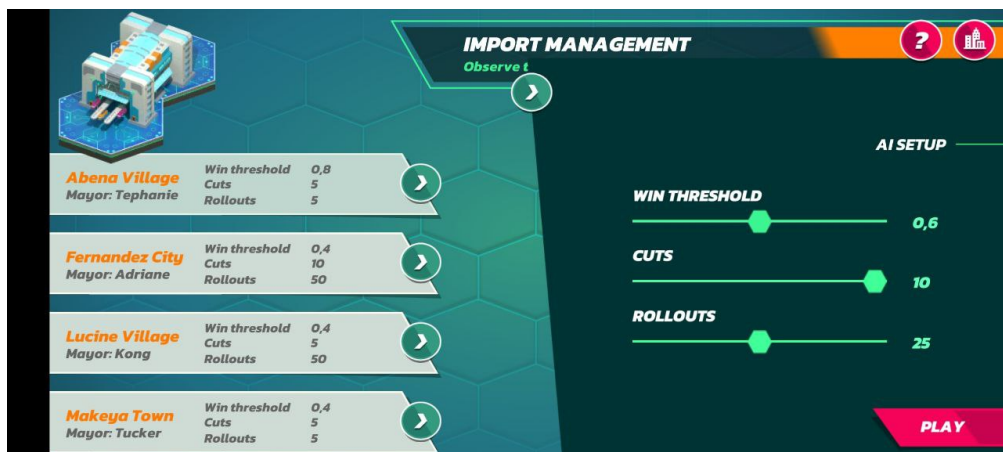 IMPORT MANAGEMENT
Observe t
?
Abena Village
Mayor: Tephanie
Win threshold 0,8
Cuts 5
Rollouts 5
Fernandez City
Mayor: Adriane
Win threshold 0,4
Cuts 10
Rollouts 50
Lucine Village
Mayor: Kong
Win threshold 0,4
Cuts 5
Rollouts 50
Makeya Town
Mayor: Tucker
Win threshold 0,4
Cuts 5
Rollouts 5
AI SETUP
WIN THRESHOLD
0,6
CUTS
10
ROLLOUTS
25
PLAY